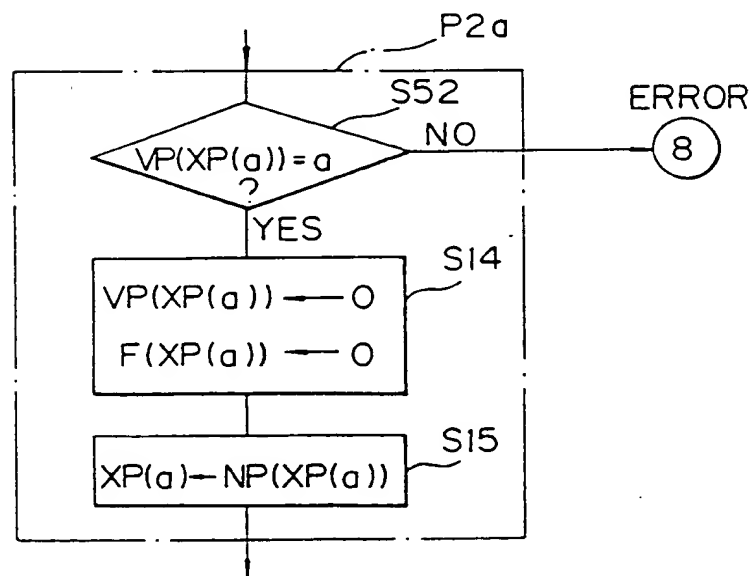 P2a
S52
ERROR
NO
8
VP(XP(a))=a
?
YES
S14
VP(XP(a)) ← 0
F(XP(a)) ← 0
S15
XP(a)←NP(XP(a))